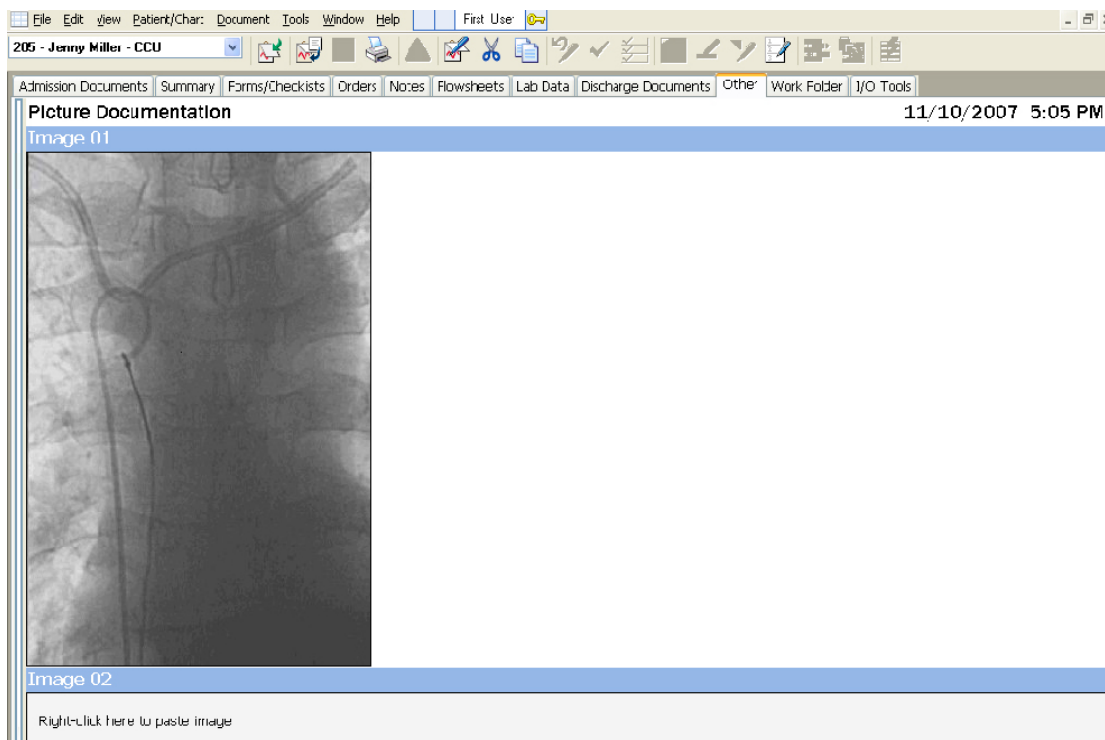 File Edit View Patient/Chart Document Tools Window Help First User
205 - Jenny Miller - CCU
Admission Documents Summary Forms/Checklists Orders Notes Flowsheets Lab Data Discharge Documents Other Work Folder I/O Tools
Picture Documentation 11/10/2007 5:05 PM
Image 01
Image 02
Right-click here to paste image